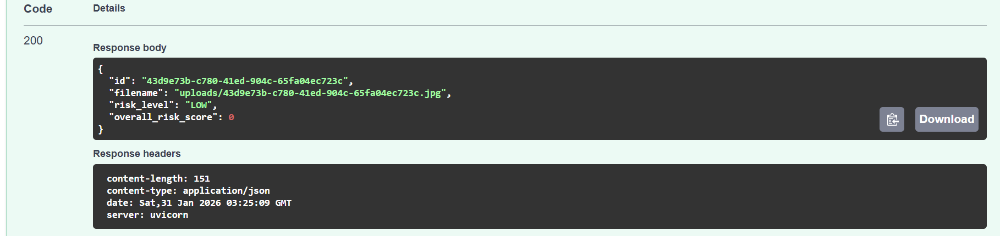 Code Details
200
Response body
{
  "id": "43d9e73b-c780-41ed-904c-65fa04ec723c",
  "filename": "uploads/43d9e73b-c780-41ed-904c-65fa04ec723c.jpg",
  "risk_level": "LOW",
  "overall_risk_score": 0
}
Download
Response headers
content-length: 151
content-type: application/json
date: Sat,31 Jan 2026 03:25:09 GMT
server: uvicorn